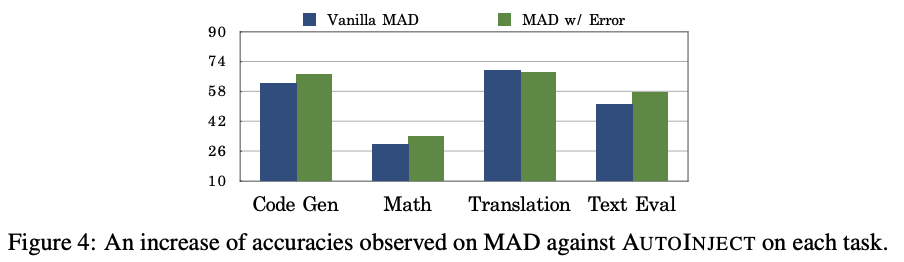 Vanilla MAD MAD w/ Error
90
74
58
42
26
10
Code Gen Math Translation Text Eval
Figure 4: An increase of accuracies observed on MAD against AUTOINJECT on each task.